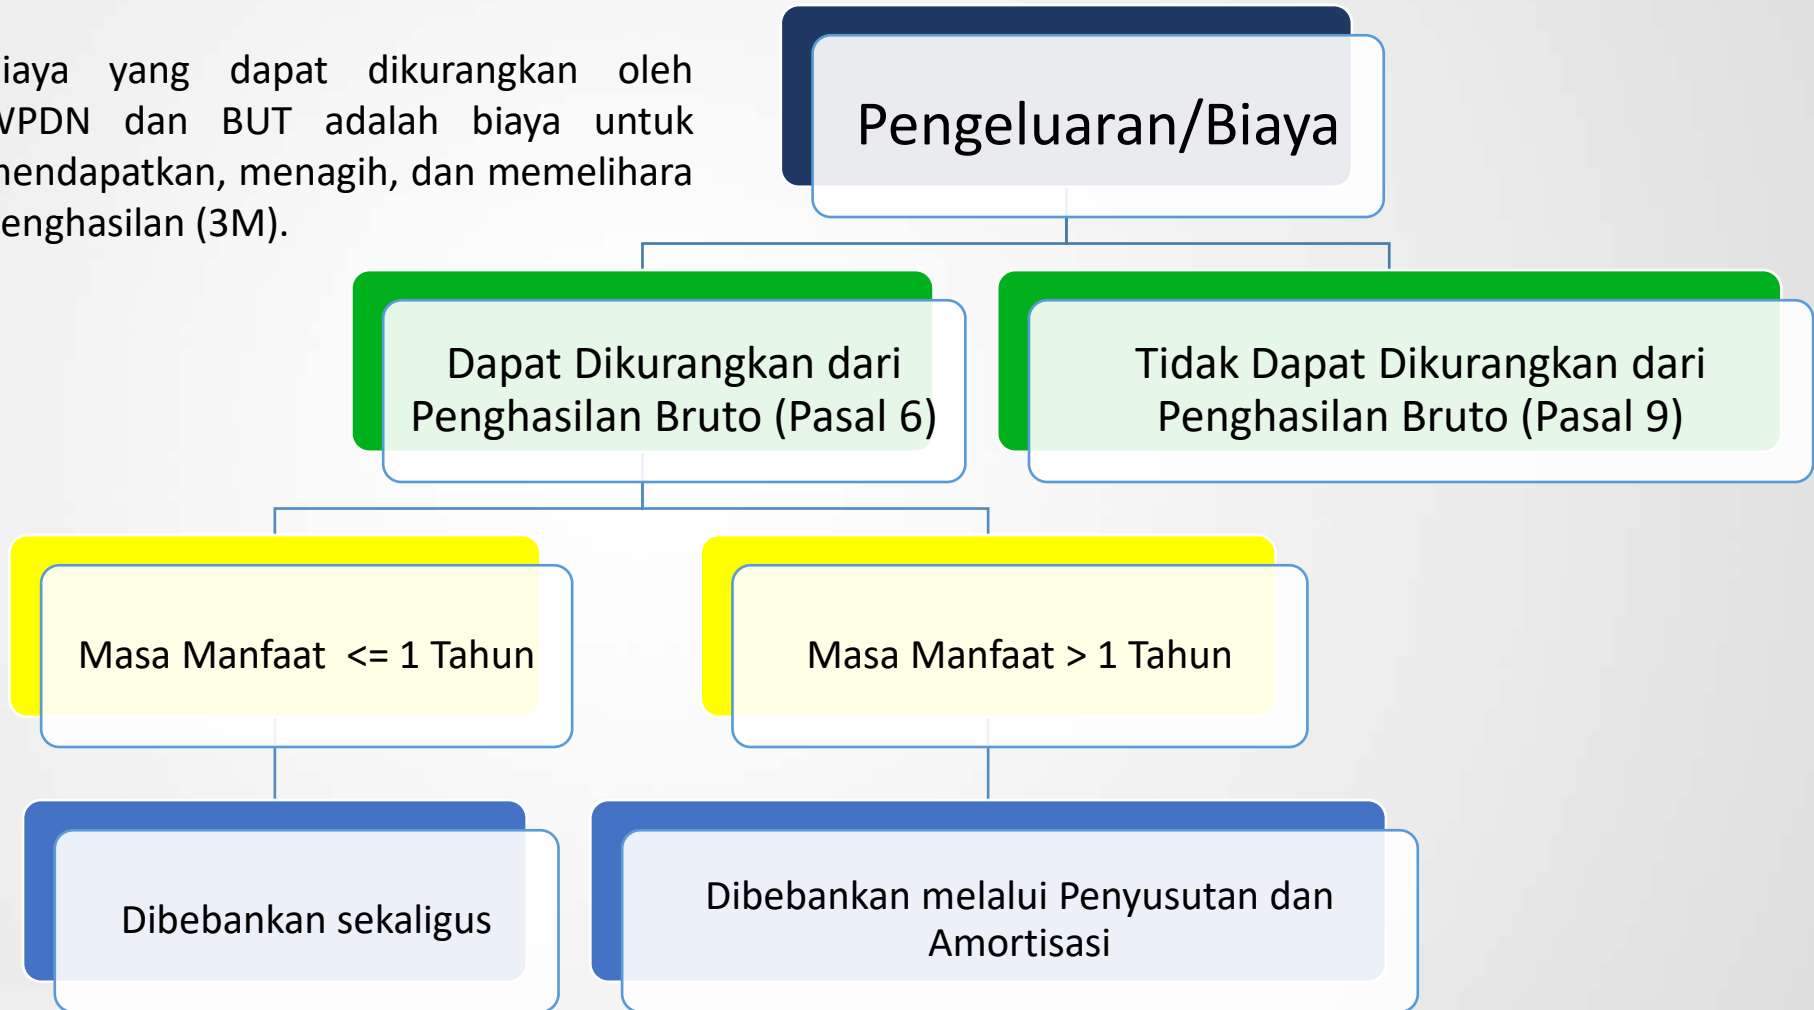 iaya yang dapat dikurangkan oleh
WPDN dan BUT adalah biaya untuk
mendapatkan, menagih, dan memelihara
enghasilan (3M).
Pengeluaran/Biaya
Dapat Dikurangkan dari
Penghasilan Bruto (Pasal 6)
Tidak Dapat Dikurangkan dari
Penghasilan Bruto (Pasal 9)
Masa Manfaat <= 1 Tahun
Masa Manfaat > 1 Tahun
Dibebankan sekaligus
Dibebankan melalui Penyusutan dan
Amortisasi